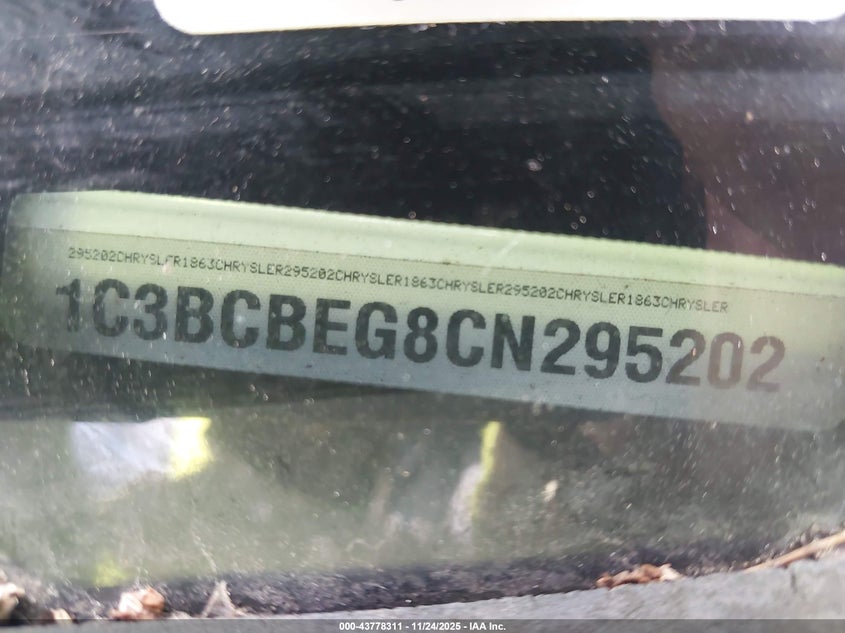 295202CHRYSLER1863CHRYSLER295202CHRYSLER1863CHRYSLER295202CHRYSLER1863CHRYSLER
1C3BCBEG8CN295202
000-43778311 - 11/24/2025 - IAA Inc.